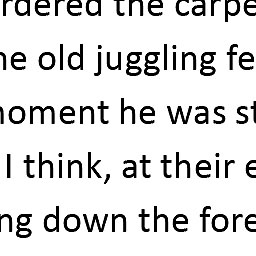 rdered the carpe
he old juggling fe
moment he was st
I think, at their e
ng down the fore